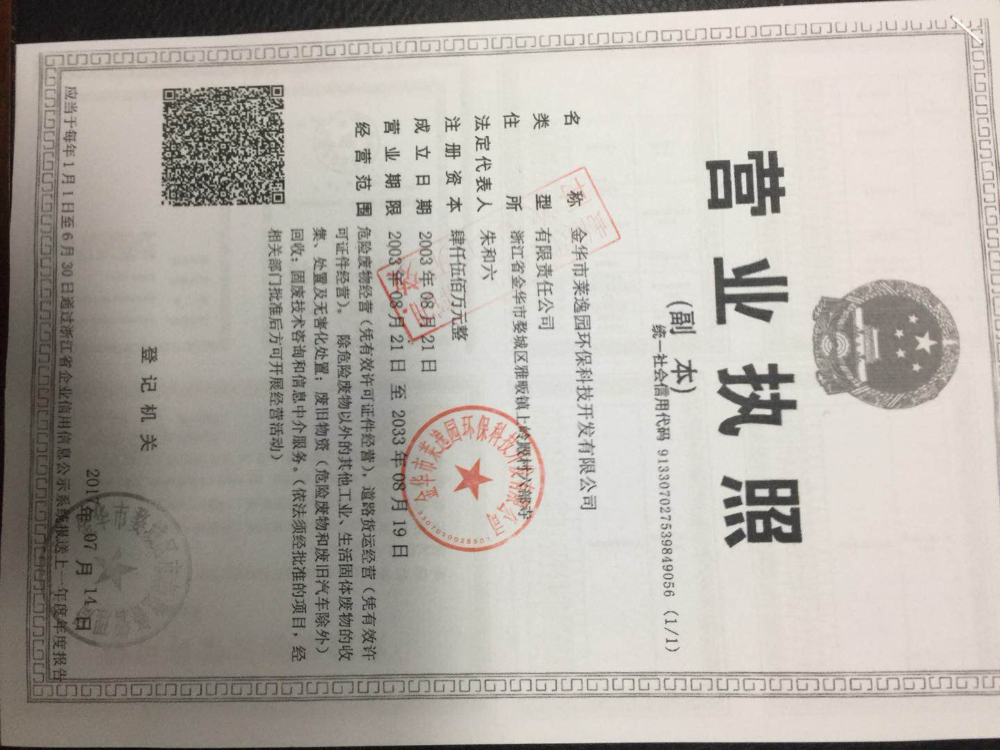 营业执照
(副 本)
统一社会信用代码 91330702753984905G (1/1)
名 称 金华市莱逸园环保科技开发有限公司
类 型 有限责任公司
住 所 浙江省金华市婺城区雅畈镇上岭殿村六部寺
法定代表人 朱和六
注册资本 肆仟伍佰万元整
成立日期 2003年08月21日
营业期限 2003年08月21日 至 2033年08月19日
经营范围 危险废物经营（凭有效许可证件经营），道路货运经营（凭有效许
可证件经营）。 除危险废物以外的其他工业、生活固体废物的收
集、处置及无害化处置；废旧物资（危险废物和废旧汽车除外）
回收；固废技术咨询和信息中介服务。（依法须经批准的项目，经
相关部门批准后方可开展经营活动）
金华市莱逸园环保科技开发有限公司
3307020028901
登记机关
2017年 07月 14日
应当于每年1月1日至6月30日通过浙江省企业信用信息公示系统报送上一年度年度报告